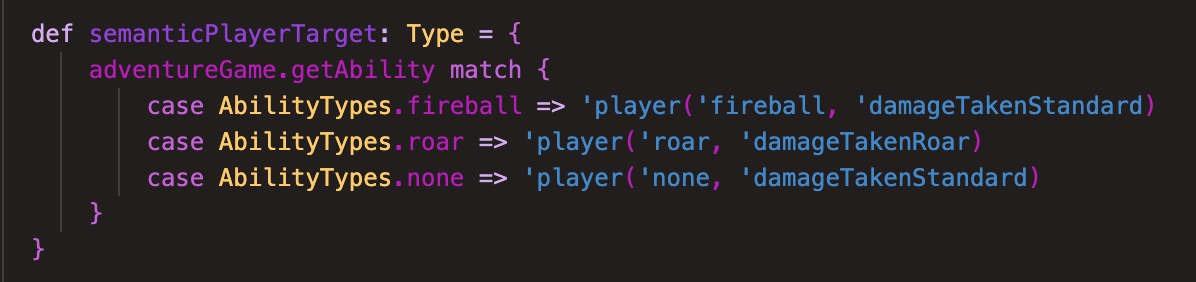 def semanticPlayerTarget: Type = {
adventureGame.getAbility match {
case AbilityTypes.fireball => 'player('fireball, 'damageTakenStandard)
case AbilityTypes.roar => 'player('roar, 'damageTakenRoar)
case AbilityTypes.none => 'player('none, 'damageTakenStandard)
}
}